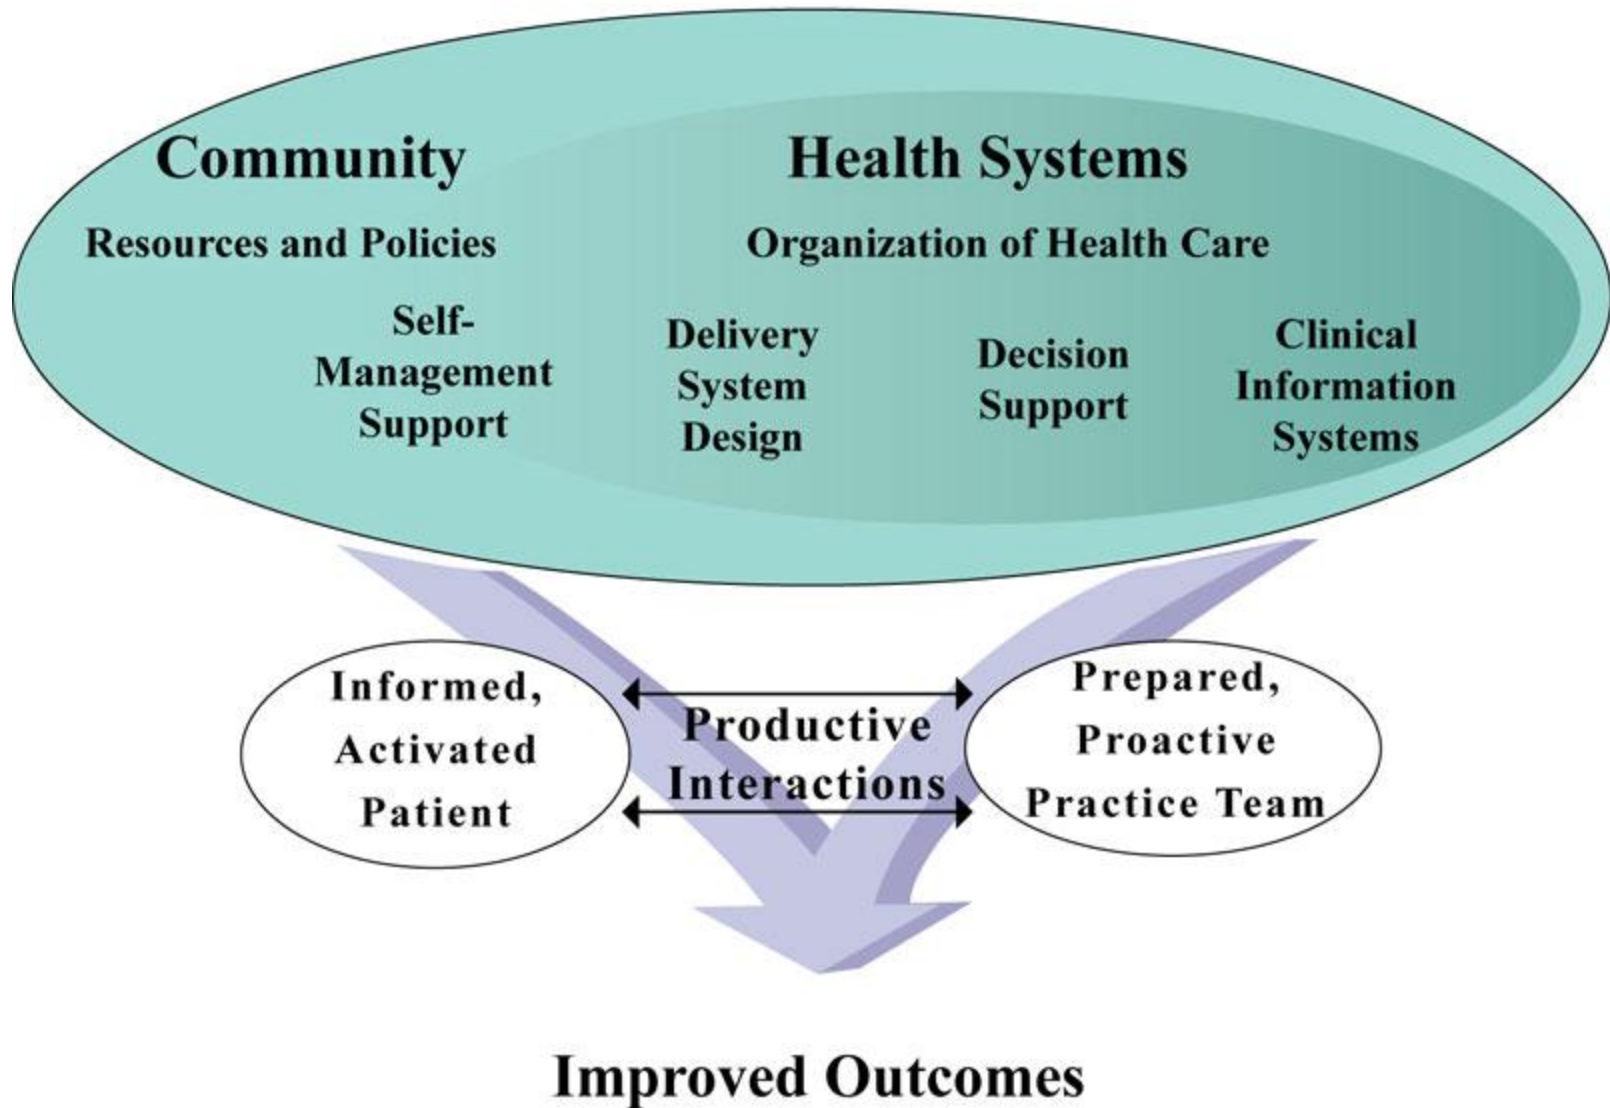 Community
Health Systems
Resources and Policies
Organization of Health Care
Self-
Management
Support
Delivery
System
Design
Decision
Support
Clinical
Information
Systems
Informed,
Activated
Patient
Productive
Interactions
Prepared,
Proactive
Practice Team
Improved Outcomes